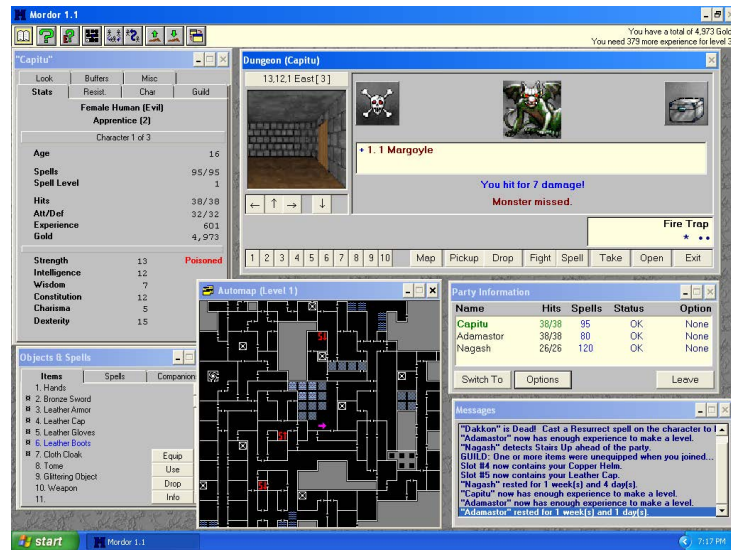 Mordor 1.1
You have a total of 4,973 Gold
You need 379 more experience for level 3
"Capitu"
Look Buffers Misc
Stats Resist. Char Guild
Female Human (Evil)
Apprentice (2)
Character 1 of 3
Age 16
Spells 95/95
Spell Level 1
Hits 38/38
Att/Def 32/32
Experience 601
Gold 4,973
Strength 13 Poisoned
Intelligence 12
Wisdom 7
Constitution 12
Charisma 5
Dexterity 15
Dungeon (Capitu)
13,12,1 East [ 3 ]
+ 1. 1 Margoyle
You hit for 7 damage!
Monster missed.
Fire Trap
1 2 3 4 5 6 7 8 9 10 Map Pickup Drop Fight Spell Take Open Exit
Automap (Level 1)
SI
SI
SI
Party Information
Name Hits Spells Status Option
Capitu 38/38 95 OK None
Adamastor 38/38 80 OK None
Nagash 26/26 120 OK None
Switch To Options Leave
Objects & Spells
Items Spells Companion
1. Hands
2. Bronze Sword
3. Leather Armor
4. Leather Cap
5. Leather Gloves
6. Leather Boots
7. Cloth Cloak
8. Tome
9. Glittering Object
10. Weapon
11.
Equip
Use
Drop
Info
Messages
"Dakkon" is Dead! Cast a Resurrect spell on the character to
"Adamastor" now has enough experience to make a level.
"Nagash" detects Stairs Up ahead of the party.
GUILD: One or more items were unequipped when you joined...
Slot #4 now contains your Copper Helm.
Slot #5 now contains your Leather Cap.
"Nagash" rested for 1 week(s) and 4 day(s).
"Capitu" now has enough experience to make a level.
"Adamastor" now has enough experience to make a level.
"Adamastor" rested for 1 week(s) and 1 day(s).
start Mordor 1.1 7:17 PM